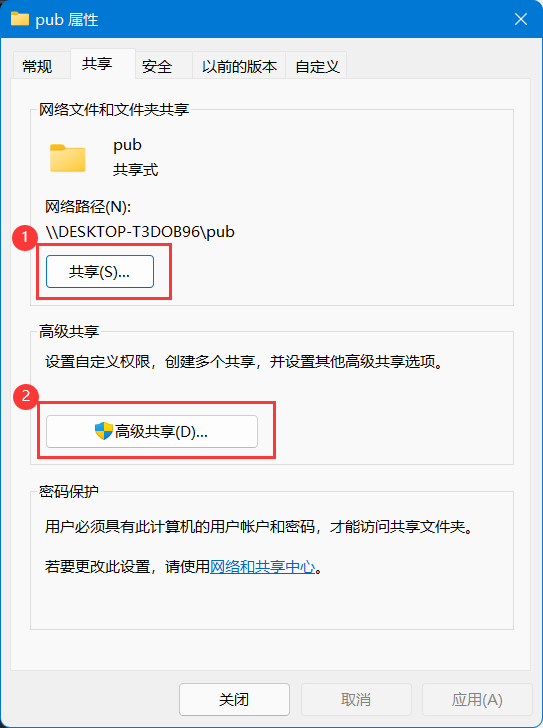 pub 属性
常规 共享 安全 以前的版本 自定义
网络文件和文件夹共享
pub
共享式
网络路径(N):
\\DESKTOP-T3DOB96\pub
1
共享(S)...
高级共享
设置自定义权限，创建多个共享，并设置其他高级共享选项。
2
高级共享(D)...
密码保护
用户必须具有此计算机的用户帐户和密码，才能访问共享文件夹。
若要更改此设置，请使用网络和共享中心。
关闭 取消 应用(A)